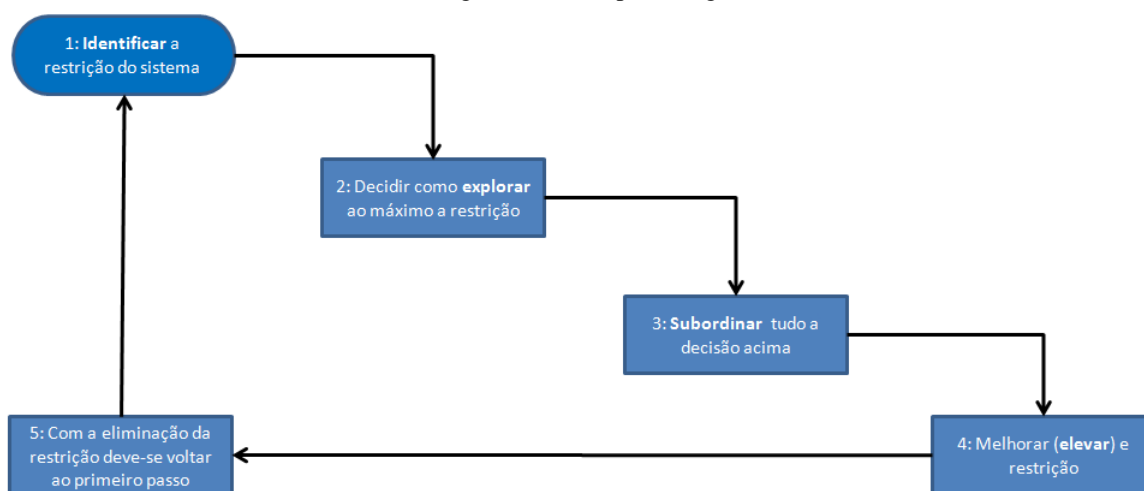 1: Identificar a
restrição do sistema
2: Decidir como explorar
ao máximo a restrição
3: Subordinar tudo a
decisão acima
4: Melhorar (elevar) e
restrição
5: Com a eliminação da
restrição deve-se voltar
ao primeiro passo